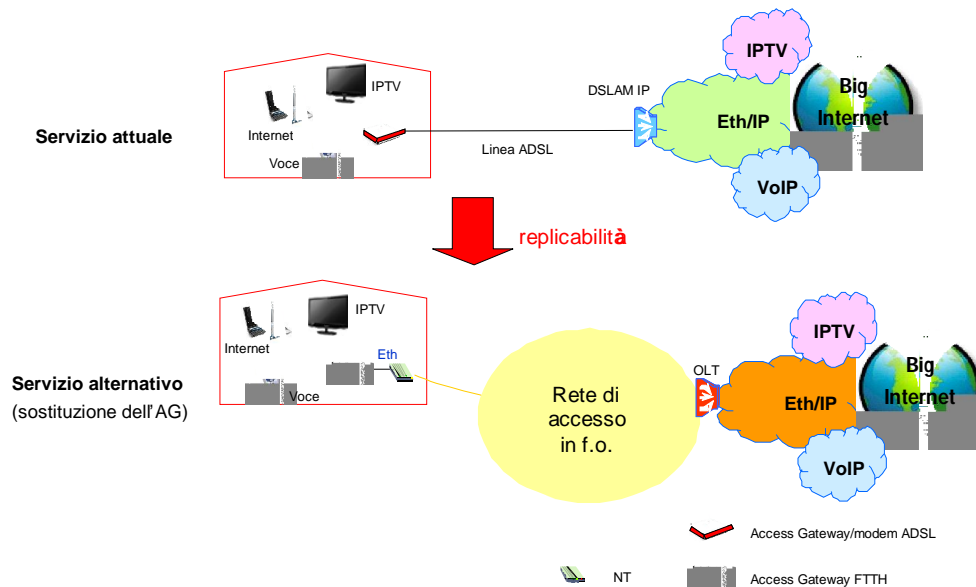 IPTV
IPTV
DSLAM IP
Big
Internet
Eth/IP
Internet
Servizio attuale
Linea ADSL
Voce
VoIP
replicabilità
IPTV
IPTV
Internet
Eth
OLT
Big
Internet
Servizio alternativo
(sostituzione dell'AG)
Voce
Rete di
accesso
in f.o.
Eth/IP
VoIP
Access Gateway/modem ADSL
NT
Access Gateway FTTH